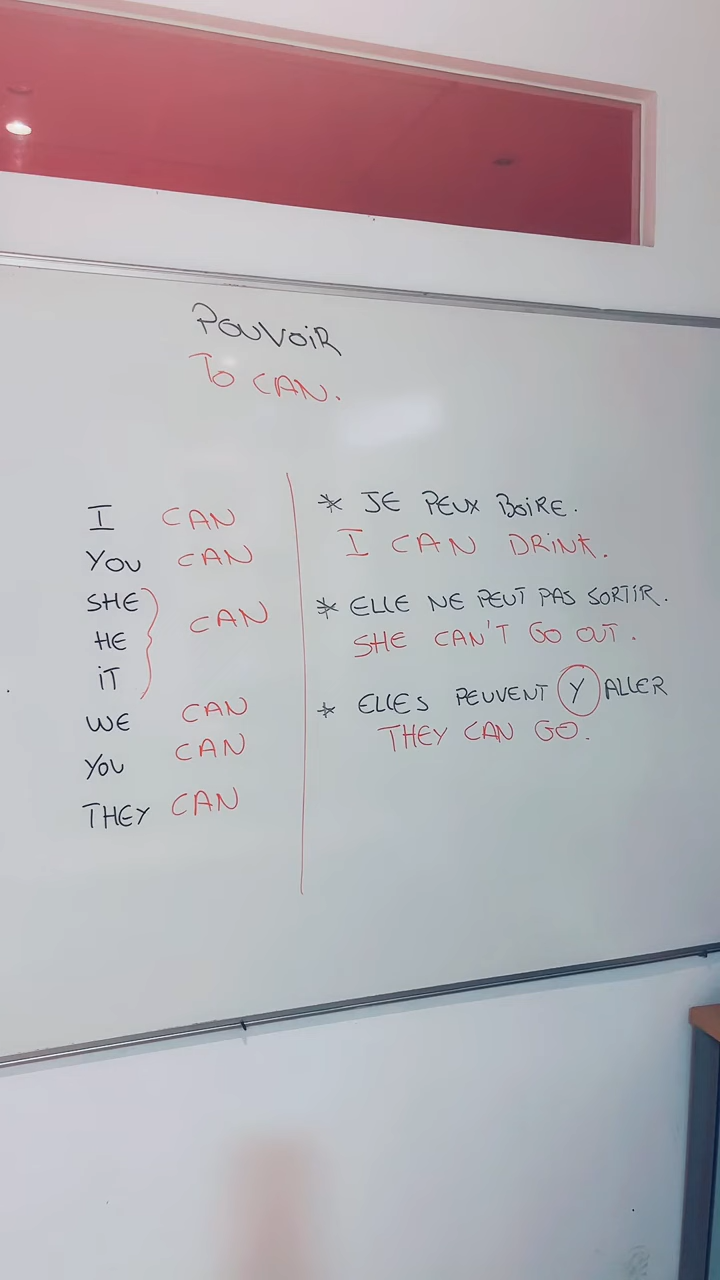 POUVOIR
TO CAN.
I CAN
YOU CAN
SHE
HE CAN
IT
WE CAN
YOU CAN
THEY CAN
* JE PEUX BOIRE.
I CAN DRINK.
* ELLE NE PEUT PAS SORTIR.
SHE CAN'T GO OUT.
* ELLES PEUVENT Y ALLER
THEY CAN GO.